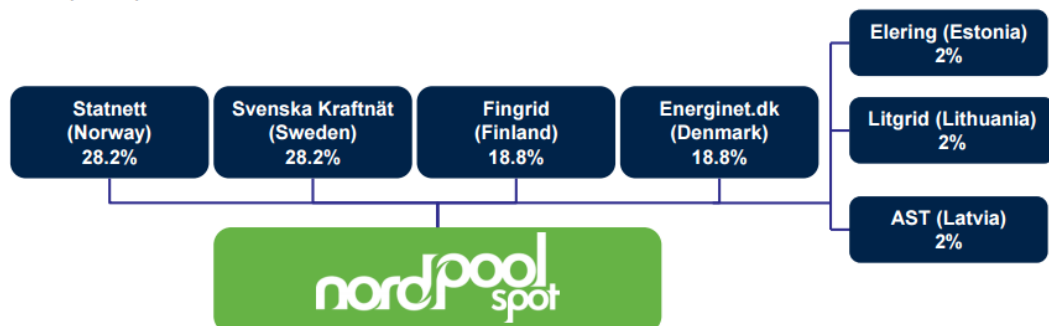 Statnett
(Norway)
28.2%
Svenska Kraftnät
(Sweden)
28.2%
Fingrid
(Finland)
18.8%
Energinet.dk
(Denmark)
18.8%
Elering (Estonia)
2%
Litgrid (Lithuania)
2%
AST (Latvia)
2%
nordpool
spot